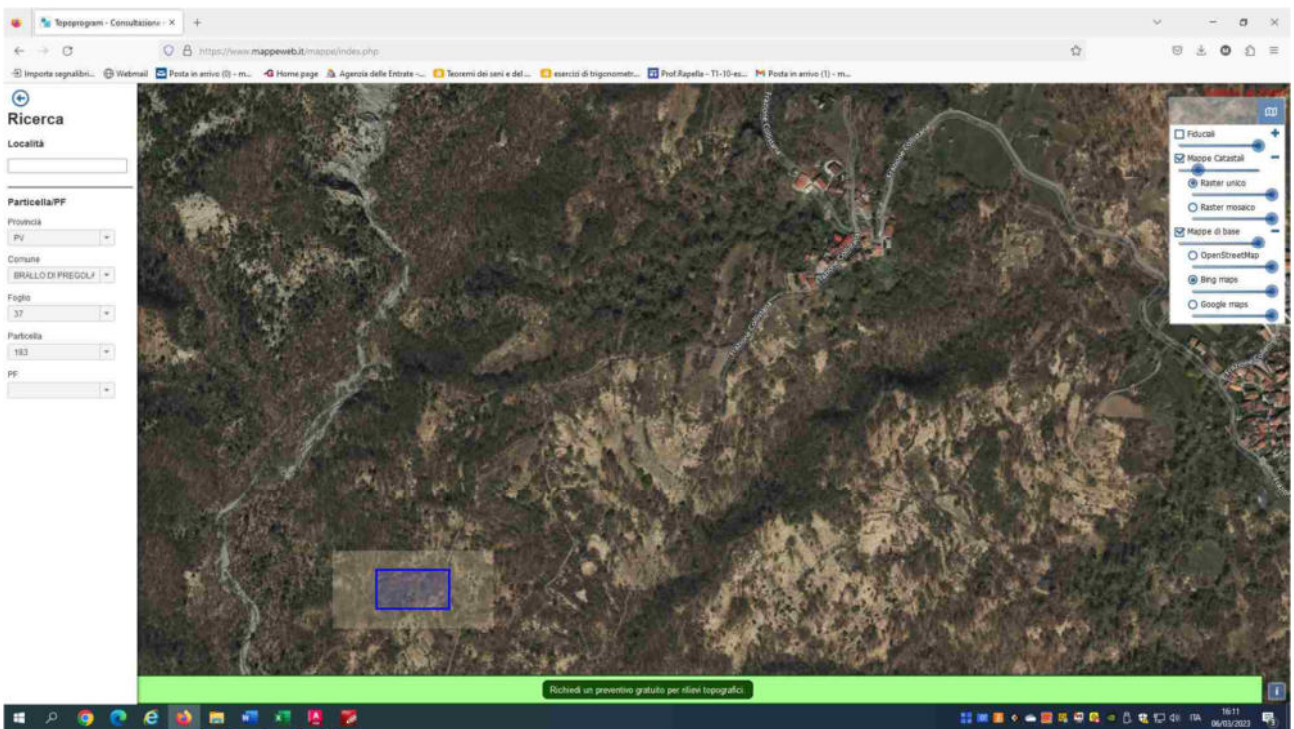 Topoprogram - Consultazione -
https://www.mappeweb.it/mappe/index.php
Importa segnalibri...
Webmail
Posta in arrivo (0) - m...
Home page
Agenzia delle Entrate -...
Teoremi dei seni e del ...
esercizi di trigonometr...
Prof.Rapella - T1-10-es...
Posta in arrivo (1) - m...
Ricerca
Località
Particella/PF
Provincia
PV
Comune
BRALLO DI PREGOLA
Foglio
37
Particella
193
PF
Fiduciali
Mappe Catastali
Raster unico
Raster mosaico
Mappe di base
OpenStreetMap
Bing maps
Google maps
Richiedi un preventivo gratuito per rilievi topografici.
ITA
16:11
06/03/2023